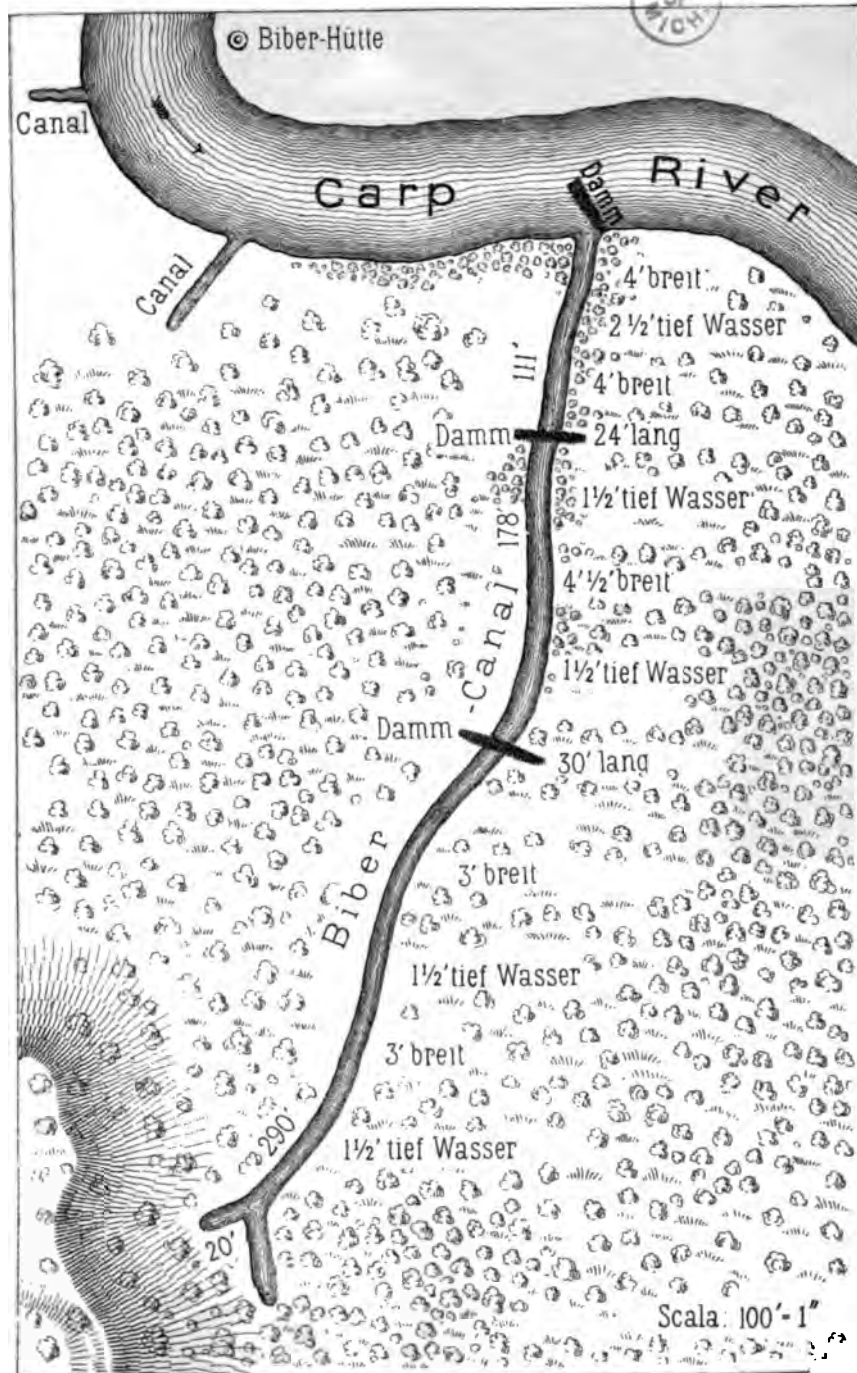 MICH.
Biber-Hütte
Canal
Carp River
Damm
Canal
4' breit
2½' tief Wasser
111'
4' breit
Damm
24' lang
1½' tief Wasser
178'
4'½' breit
Biber-Canal
1½' tief Wasser
Damm
30' lang
3' breit
1½' tief Wasser
3' breit
290'
1½' tief Wasser
20'
Scala: 100'-1"